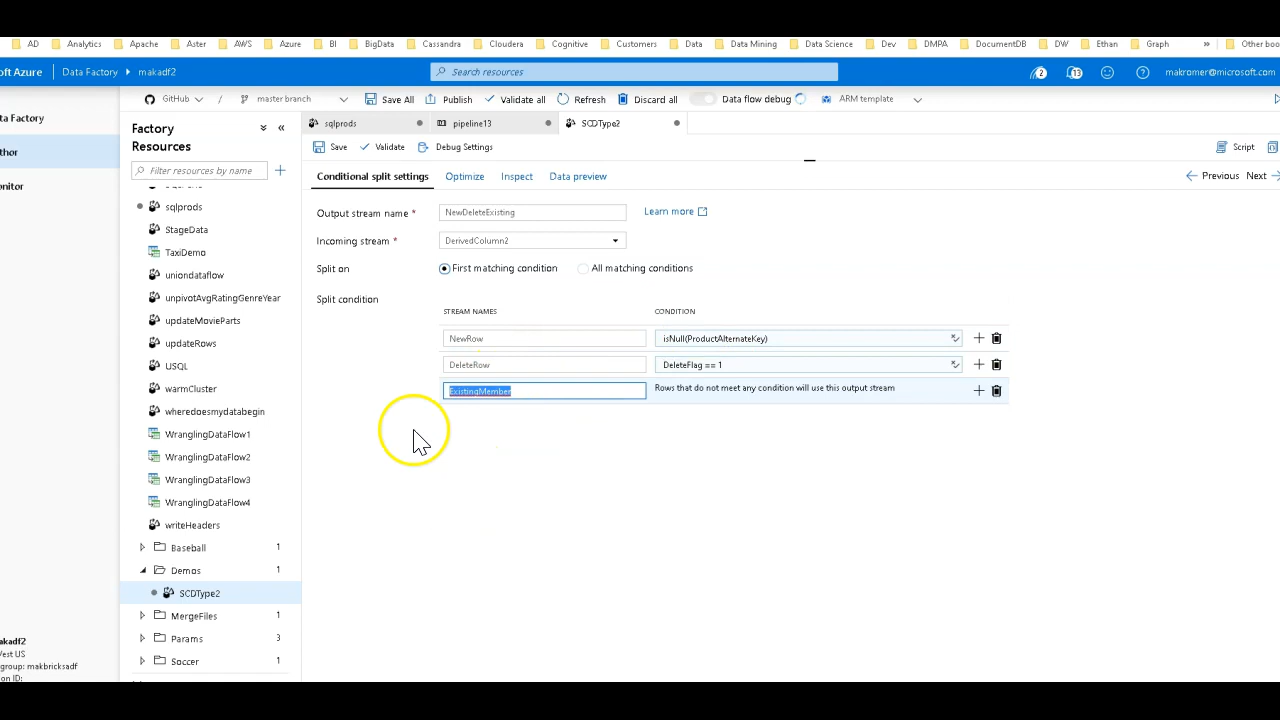 AD Analytics Apache Aster AWS Azure BI BigData Cassandra Cloudera Cognitive Customers Data Data Mining Data Science Dev DMPA DocumentDB DW Ethan Graph » Other boo
oft Azure Data Factory makadf2 Search resources 2 13 makromer@microsoft.com
GitHub / master branch Save All Publish Validate all Refresh Discard all Data flow debug ARM template
ta Factory
thor
onitor
Factory
Resources
Filter resources by name
sqlprods
StageData
TaxiDemo
uniondataflow
unpivotAvgRatingGenreYear
updateMovieParts
updateRows
USQL
warmCluster
wheredoesmydatabegin
WranglingDataFlow1
WranglingDataFlow2
WranglingDataFlow3
WranglingDataFlow4
writeHeaders
Baseball 1
Demos 1
SCDType2
MergeFiles 1
Params 3
Soccer 1
akadf2
Vest US
group: makbricksadf
on ID:
sqlprods pipeline13 SCDType2
Save Validate Debug Settings Script
Conditional split settings Optimize Inspect Data preview Previous Next
Output stream name * NewDeleteExisting Learn more
Incoming stream * DerivedColumn2
Split on First matching condition All matching conditions
Split condition
STREAM NAMES CONDITION
NewRow isNull(ProductAlternateKey)
DeleteRow DeleteFlag == 1
ExistingMember Rows that do not meet any condition will use this output stream